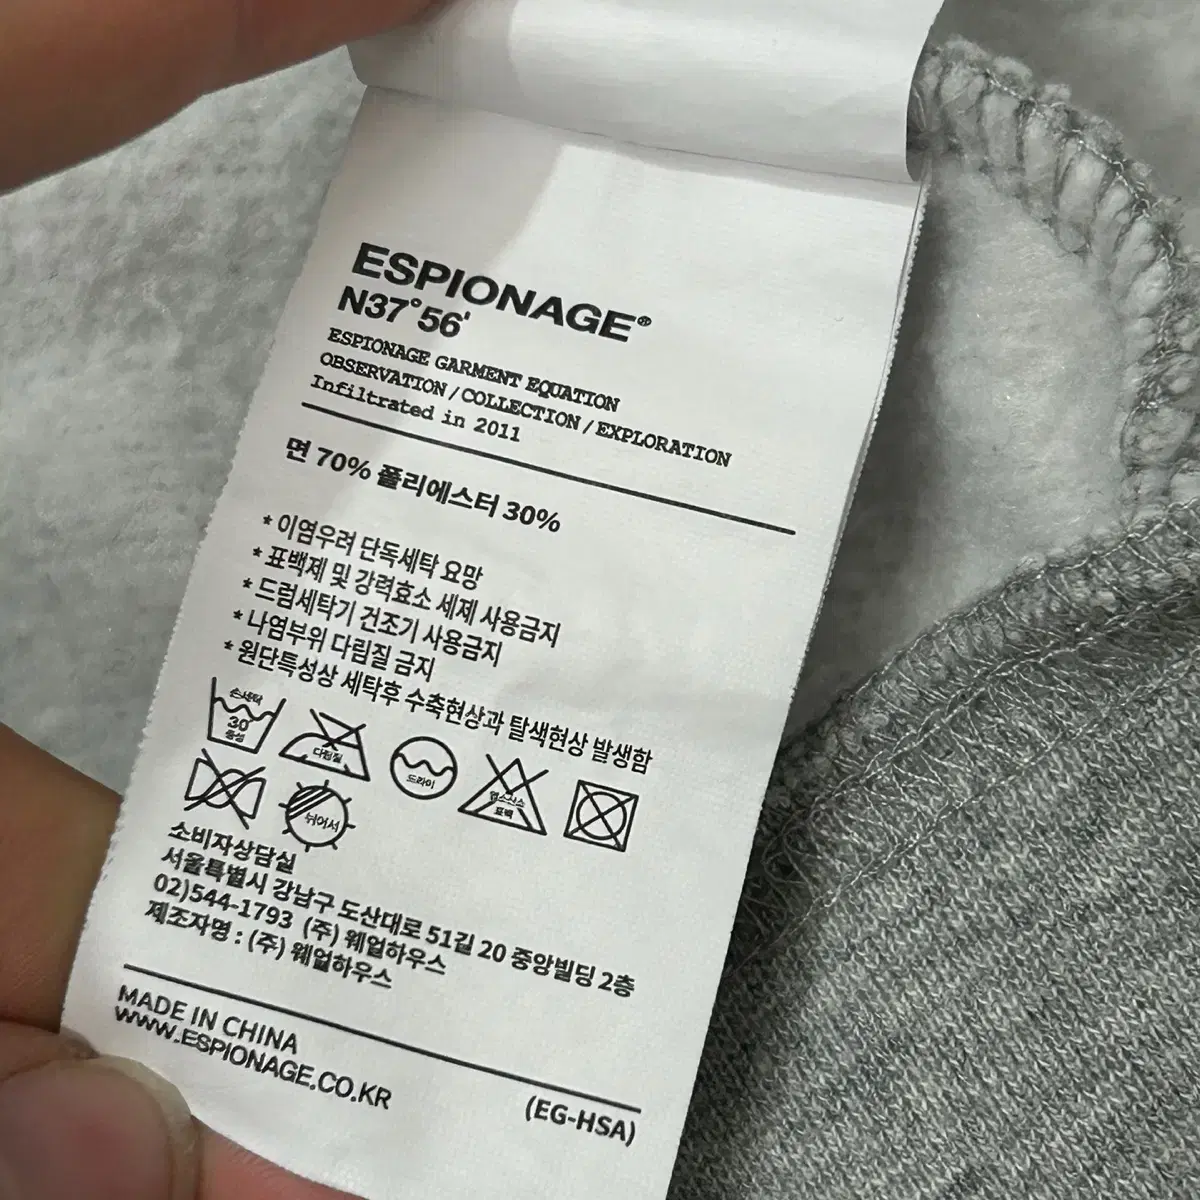 ESPIONAGE®
N37°56'
ESPIONAGE GARMENT EQUATION
OBSERVATION / COLLECTION / EXPLORATION
Infiltrated in 2011
면 70% 폴리에스터 30%
* 이염우려 단독세탁 요망
* 표백제 및 강력효소 세제 사용금지
* 드럼세탁기 건조기 사용금지
* 나염부위 다림질 금지
* 원단특성상 세탁후 수축현상과 탈색현상 발생함
손세탁
30
중성
다림질
드라이
염소산소
표백
뉘어서
소비자상담실
서울특별시 강남구 도산대로 51길 20 중앙빌딩 2층
02)544-1793 (주) 웨얼하우스
제조자명 : (주) 웨얼하우스
MADE IN CHINA
WWW.ESPIONAGE.CO.KR
(EG-HSA)